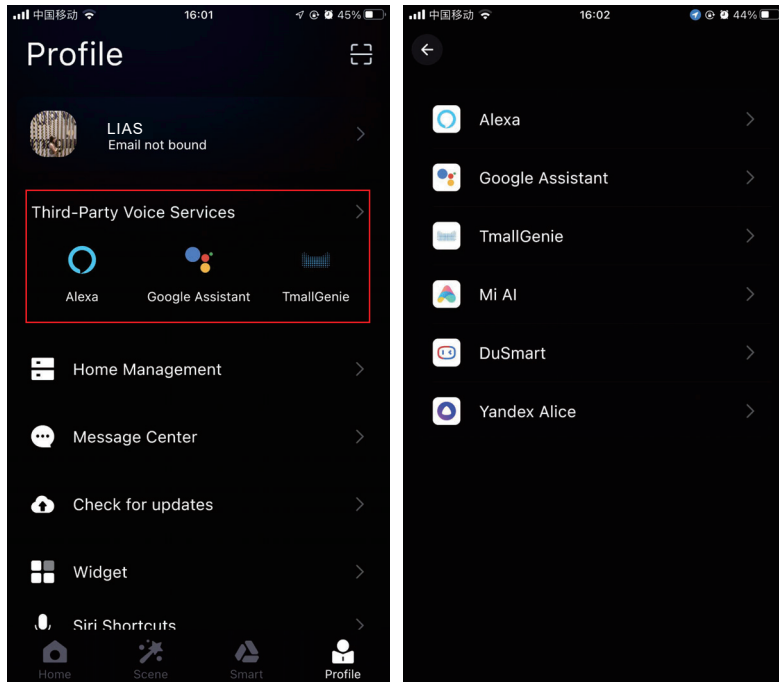 中国移动 16:01 45%
Profile
LIAS
Email not bound
Third-Party Voice Services
Alexa Google Assistant TmallGenie
Home Management
Message Center
Check for updates
Widget
Siri Shortcuts
Home Scene Smart Profile
中国移动 16:02 44%
Alexa
Google Assistant
TmallGenie
Mi AI
DuSmart
Yandex Alice